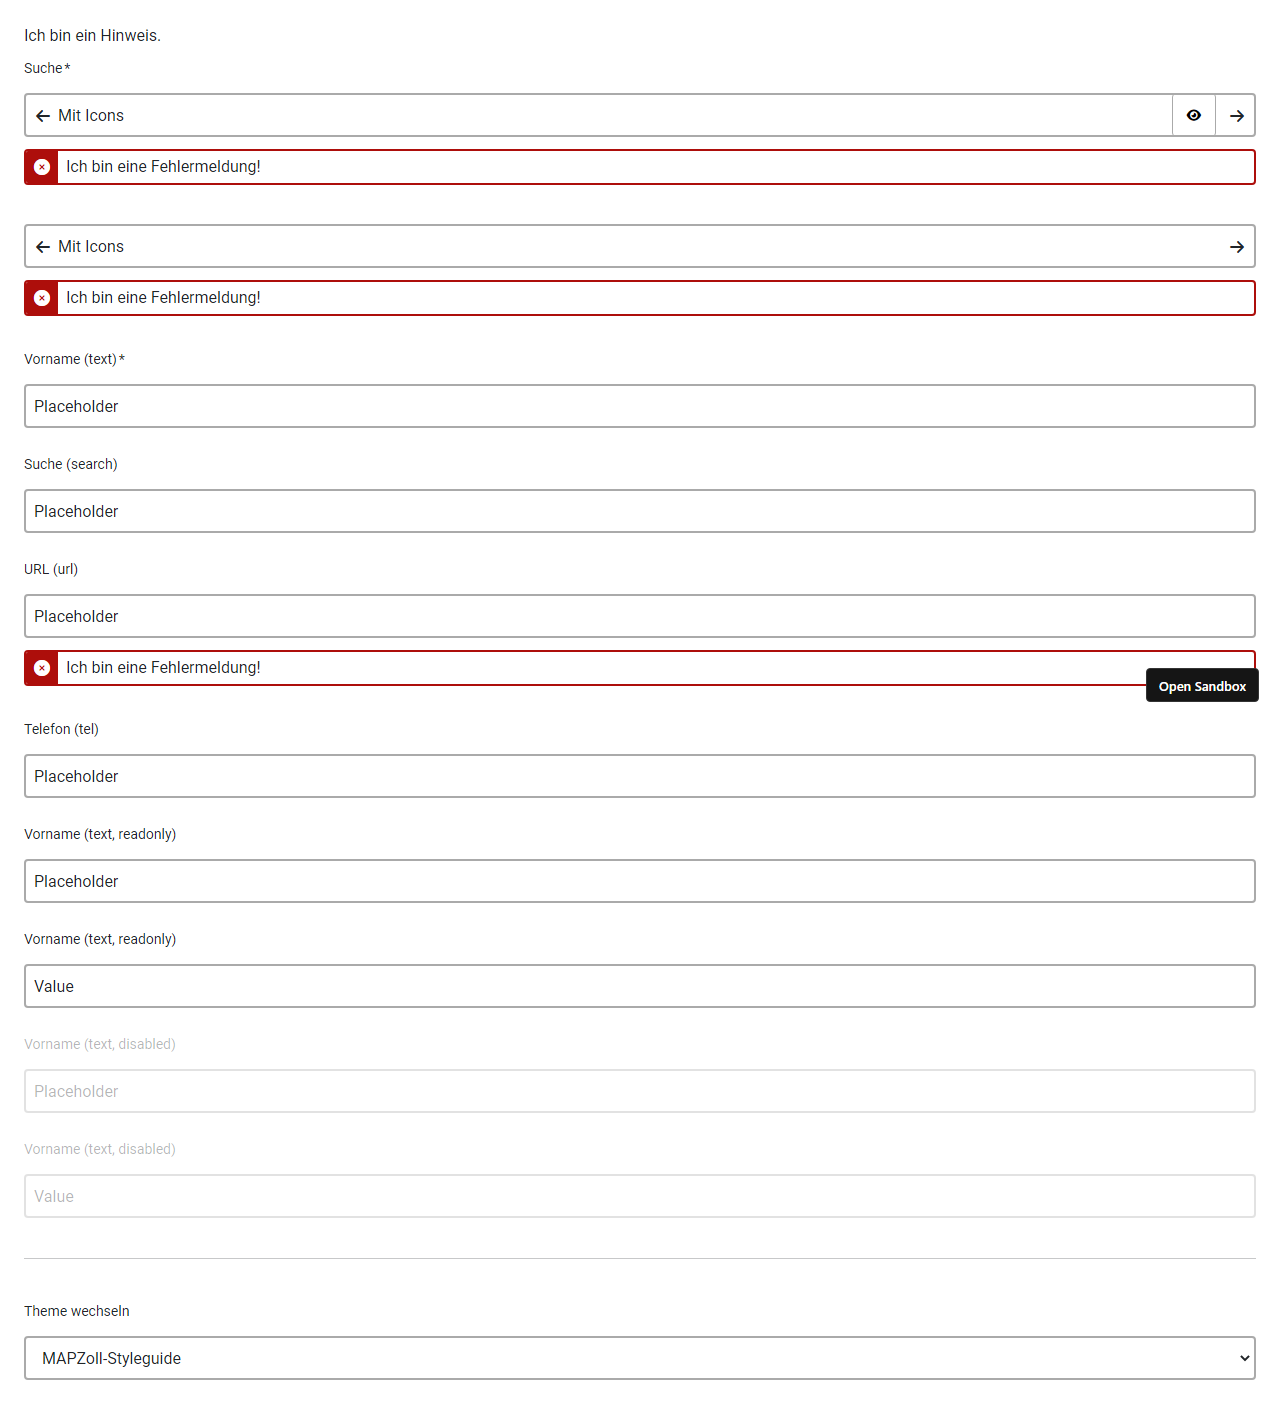 Ich bin ein Hinweis.
Suche*
Mit Icons
Ich bin eine Fehlermeldung!
Mit Icons
Ich bin eine Fehlermeldung!
Vorname (text)*
Placeholder
Suche (search)
Placeholder
URL (url)
Placeholder
Ich bin eine Fehlermeldung!
Open Sandbox
Telefon (tel)
Placeholder
Vorname (text, readonly)
Placeholder
Vorname (text, readonly)
Value
Vorname (text, disabled)
Placeholder
Vorname (text, disabled)
Value
Theme wechseln
MAPZoll-Styleguide